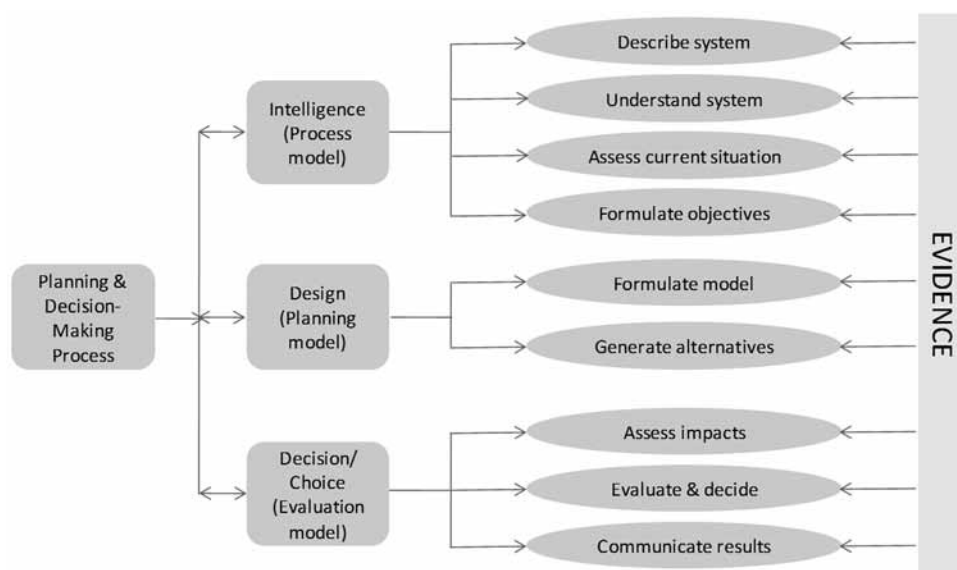 Planning &
Decision-
Making
Process
Intelligence
(Process
model)
Describe system
Understand system
Assess current situation
Formulate objectives
Design
(Planning
model)
Formulate model
Generate alternatives
Decision/
Choice
(Evaluation
model)
Assess impacts
Evaluate & decide
Communicate results
EVIDENCE